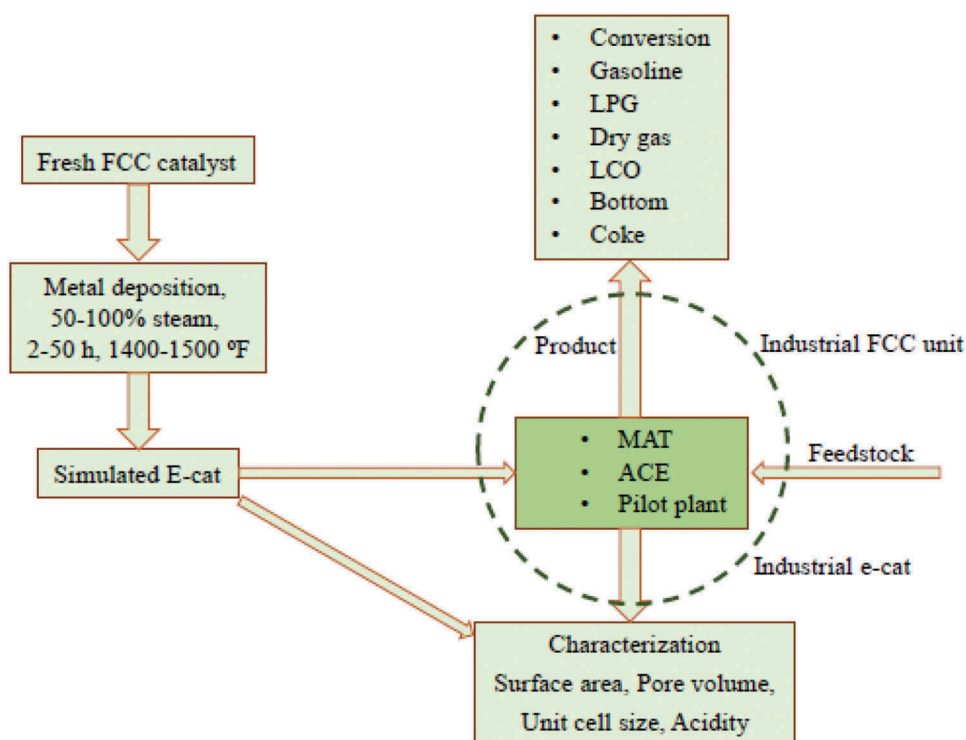 • Conversion
• Gasoline
• LPG
• Dry gas
• LCO
• Bottom
• Coke
Fresh FCC catalyst
Metal deposition,
50-100% steam,
2-50 h, 1400-1500 ºF
Simulated E-cat
Product
Industrial FCC unit
• MAT
• ACE
• Pilot plant
Feedstock
Industrial e-cat
Characterization
Surface area, Pore volume,
Unit cell size, Acidity